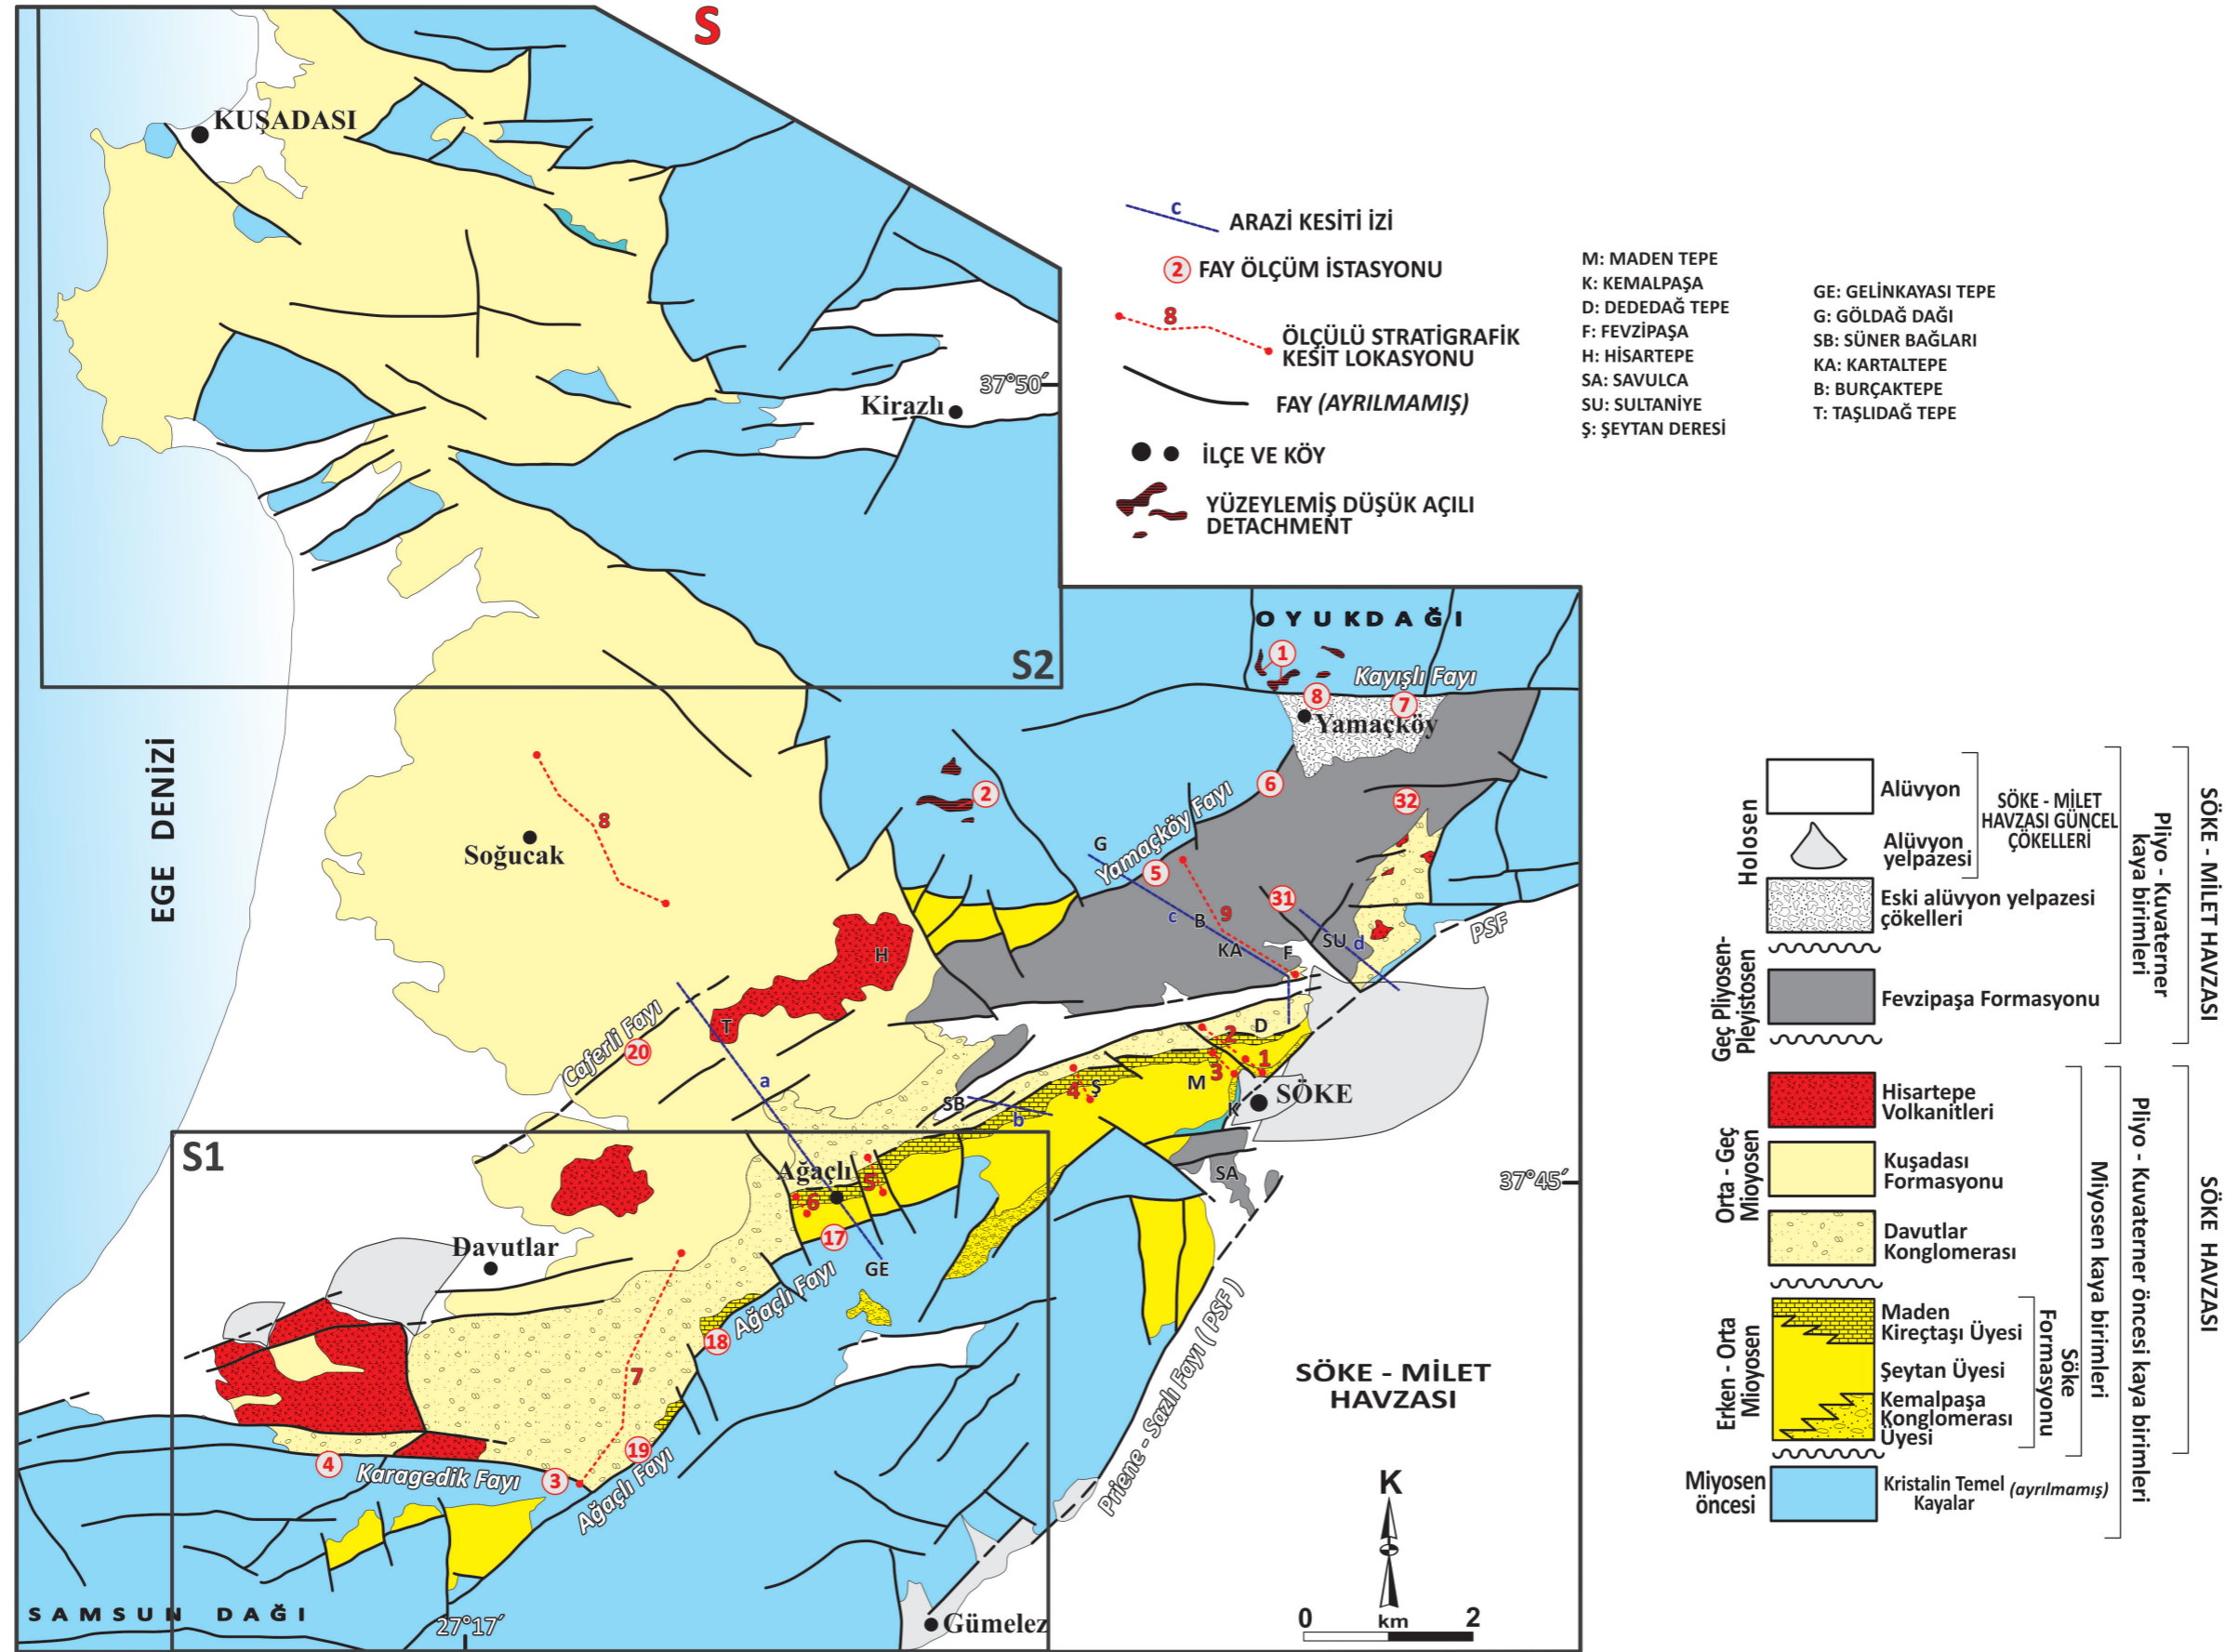 S
KUŞADASI
37°50´
Kirazlı
S2
c
ARAZİ KESİTİ İZİ
2
FAY ÖLÇÜM İSTASYONU
8
ÖLÇÜLÜ STRATİGRAFİK
KESİT LOKASYONU
FAY (AYRILMAMIŞ)
İLÇE VE KÖY
YÜZEYLEMİŞ DÜŞÜK AÇILI
DETACHMENT
M: MADEN TEPE
K: KEMALPAŞA
D: DEDEDAĞ TEPE
F: FEVZİPAŞA
H: HİSARTEPE
SA: SAVULCA
SU: SULTANİYE
Ş: ŞEYTAN DERESİ
GE: GELİNKAYASI TEPE
G: GÖLDAĞ DAĞI
SB: SÜNER BAĞLARI
KA: KARTALTEPE
B: BURÇAKTEPE
T: TAŞLIDAĞ TEPE
OYUKDAĞI
1
Kayışlı Fayı
8
7
Yamaçköy
EGE DENİZİ
2
6
32
Yamaçköy Fayı
8
Soğucak
G
5
31
c
B
9
KA
F
SU
d
PSF
H
T
Caferli Fayı
20
a
2
D
1
3
M
K
SÖKE
4
Ş
SB
b
S1
SA
37°45´
Ağaçlı
5
6
17
GE
Davutlar
Ağaçlı Fayı
18
7
SÖKE - MİLET
HAVZASI
Priene - Sazlı Fayı ( PSF )
4
Karagedik Fayı
3
19
Ağaçlı Fayı
K
SAMSUN DAĞI
27°17´
Gümelez
0
km
2
Holosen
Alüvyon
Alüvyon
yelpazesi
SÖKE - MİLET
HAVZASI GÜNCEL
ÇÖKELLERİ
Eski alüvyon yelpazesi
çökelleri
Geç Pliyosen-
Pleyistosen
Fevzipaşa Formasyonu
Pliyo - Kuvaterner
kaya birimleri
SÖKE - MİLET HAVZASI
Orta - Geç
Mioyosen
Hisartepe
Volkanitleri
Kuşadası
Formasyonu
Davutlar
Konglomerası
Erken - Orta
Mioyosen
Maden
Kireçtaşı Üyesi
Şeytan Üyesi
Kemalpaşa
Konglomerası
Üyesi
Söke
Formasyonu
Miyosen kaya birimleri
Pliyo - Kuvaterner öncesi kaya birimleri
SÖKE HAVZASI
Miyosen
öncesi
Kristalin Temel (ayrılmamış)
Kayalar